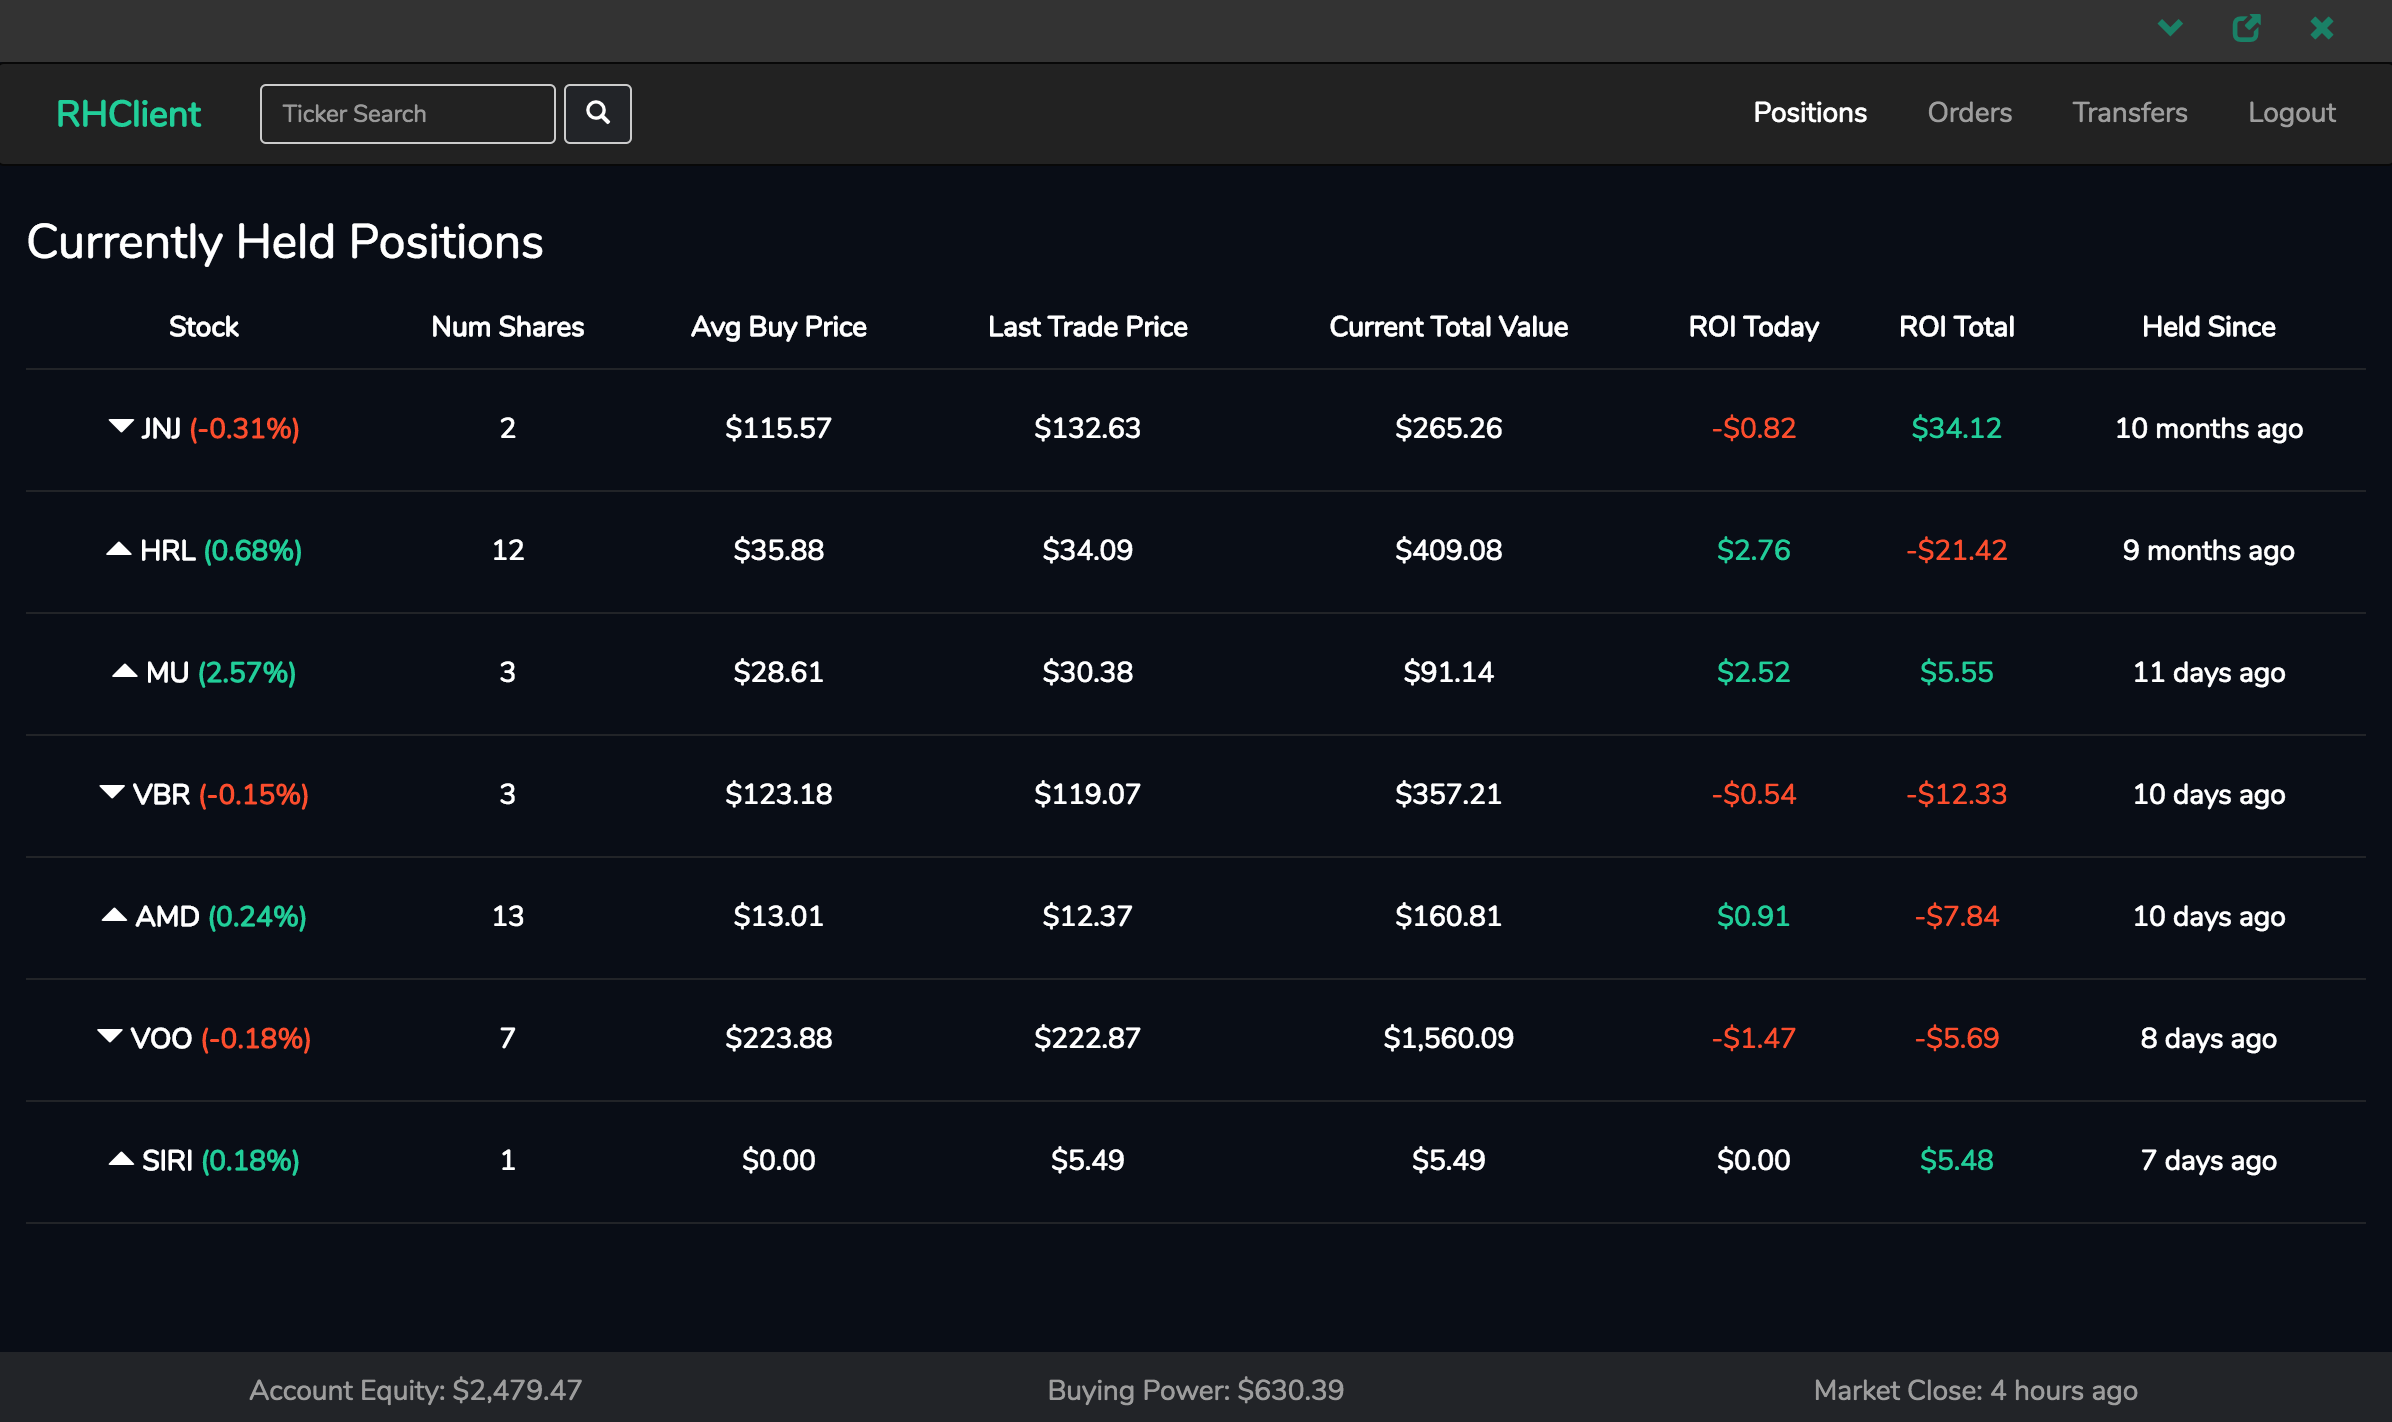 RHClient Ticker Search Positions Orders Transfers Logout
Currently Held Positions
Stock Num Shares Avg Buy Price Last Trade Price Current Total Value ROI Today ROI Total Held Since
JNJ (-0.31%) 2 $115.57 $132.63 $265.26 -$0.82 $34.12 10 months ago
HRL (0.68%) 12 $35.88 $34.09 $409.08 $2.76 -$21.42 9 months ago
MU (2.57%) 3 $28.61 $30.38 $91.14 $2.52 $5.55 11 days ago
VBR (-0.15%) 3 $123.18 $119.07 $357.21 -$0.54 -$12.33 10 days ago
AMD (0.24%) 13 $13.01 $12.37 $160.81 $0.91 -$7.84 10 days ago
VOO (-0.18%) 7 $223.88 $222.87 $1,560.09 -$1.47 -$5.69 8 days ago
SIRI (0.18%) 1 $0.00 $5.49 $5.49 $0.00 $5.48 7 days ago
Account Equity: $2,479.47 Buying Power: $630.39 Market Close: 4 hours ago